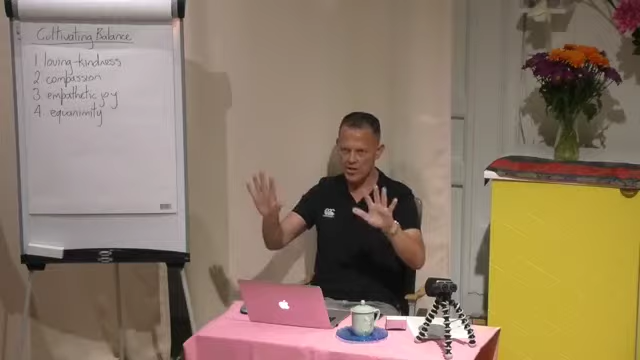 Cultivating Balance
1 loving-kindness
2 compassion
3 empathetic joy
4 equanimity